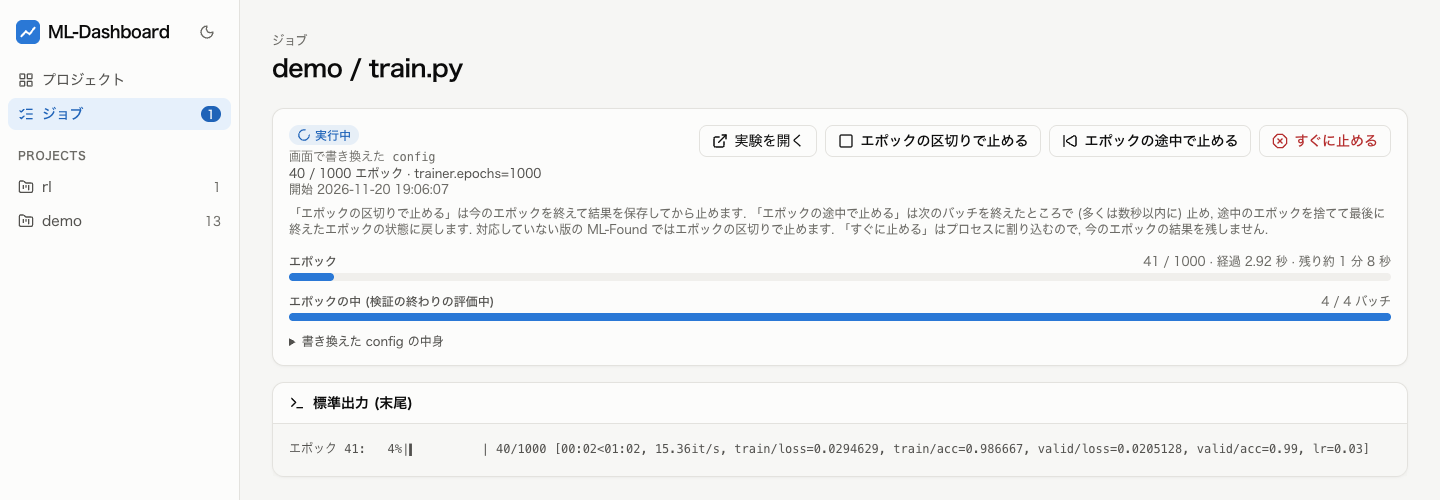 ML-Dashboard
プロジェクト
ジョブ 1
PROJECTS
rl 1
demo 13
ジョブ
demo / train.py
実行中
実験を開く
エポックの区切りで止める
エポックの途中で止める
すぐに止める
画面で書き換えた config
40 / 1000 エポック · trainer.epochs=1000
開始 2026-11-20 19:06:07
「エポックの区切りで止める」は今のエポックを終えて結果を保存してから止めます. 「エポックの途中で止める」は次のバッチを終えたところで (多くは数秒以内に) 止め, 途中のエポックを捨てて最後に
終えたエポックの状態に戻します. 対応していない版の ML-Found ではエポックの区切りで止めます. 「すぐに止める」はプロセスに割り込むので, 今のエポックの結果を残しません.
エポック 41 / 1000 · 経過 2.92 秒 · 残り約 1 分 8 秒
エポックの中 (検証の終わりの評価中) 4 / 4 バッチ
書き換えた config の中身
標準出力 (末尾)
エポック 41: 4%|▍ | 40/1000 [00:02<01:02, 15.36it/s, train/loss=0.0294629, train/acc=0.986667, valid/loss=0.0205128, valid/acc=0.99, lr=0.03]